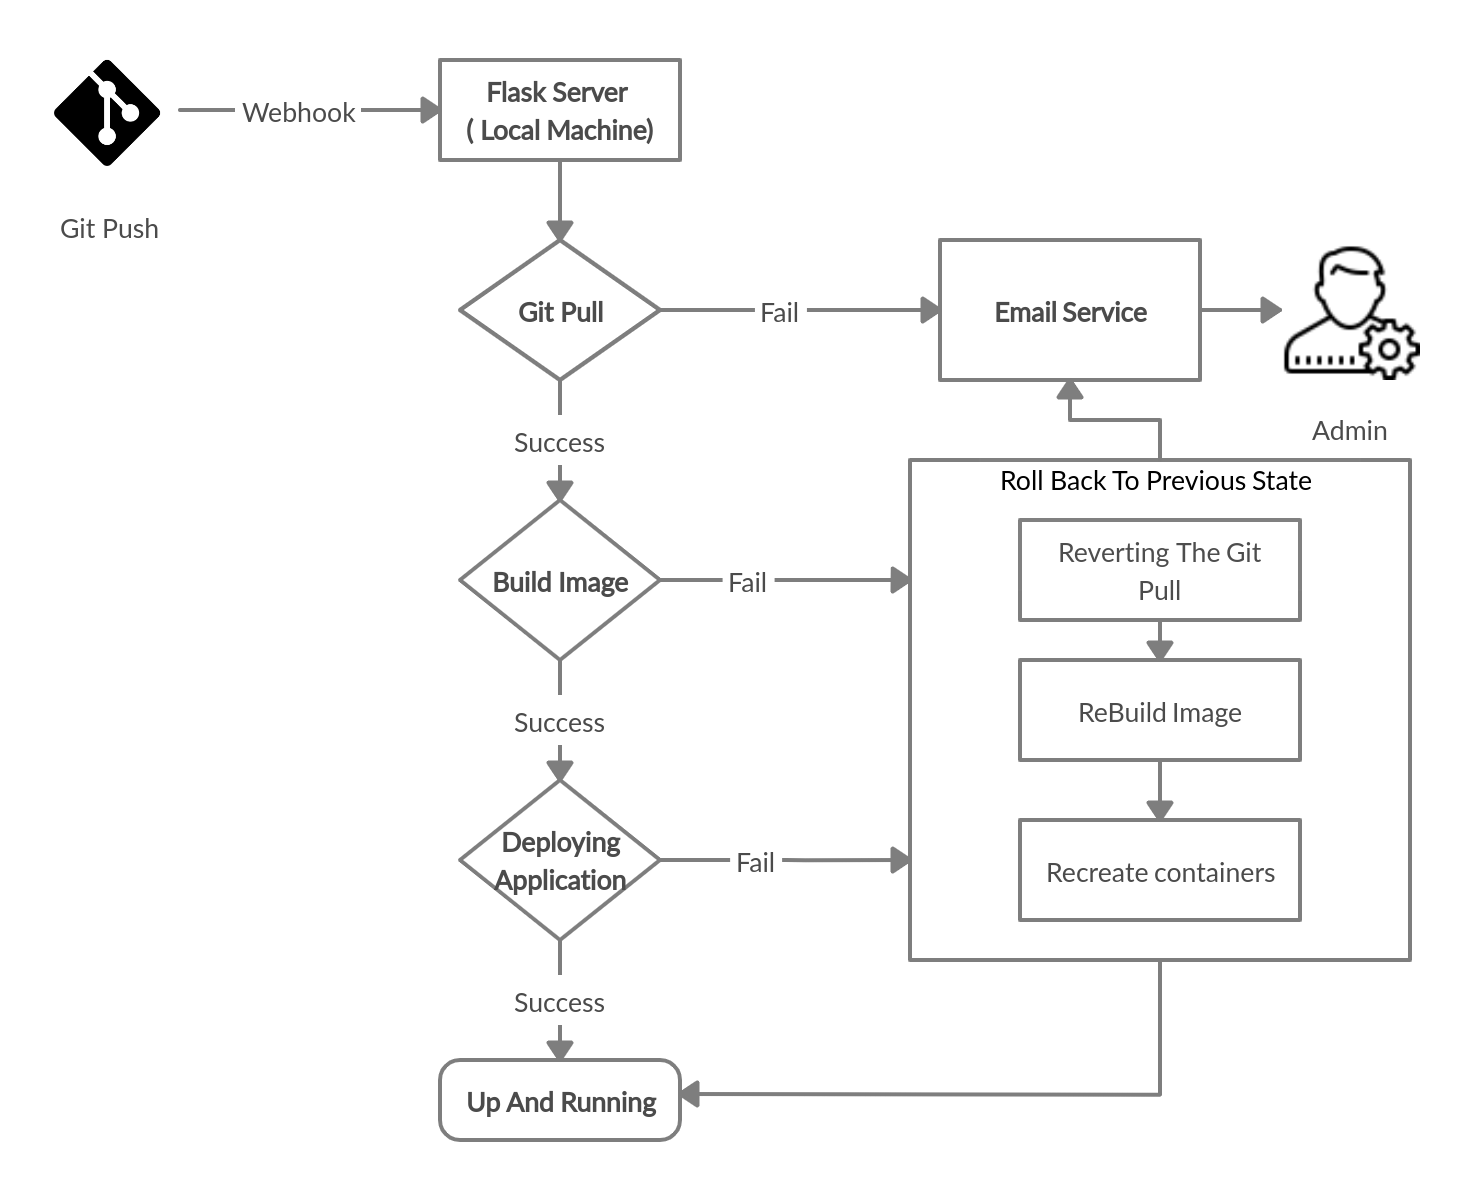 Webhook
Flask Server
( Local Machine)
Git Push
Git Pull
Fail
Email Service
Admin
Success
Roll Back To Previous State
Reverting The Git
Pull
Build Image
Fail
ReBuild Image
Success
Deploying
Application
Fail
Recreate containers
Success
Up And Running